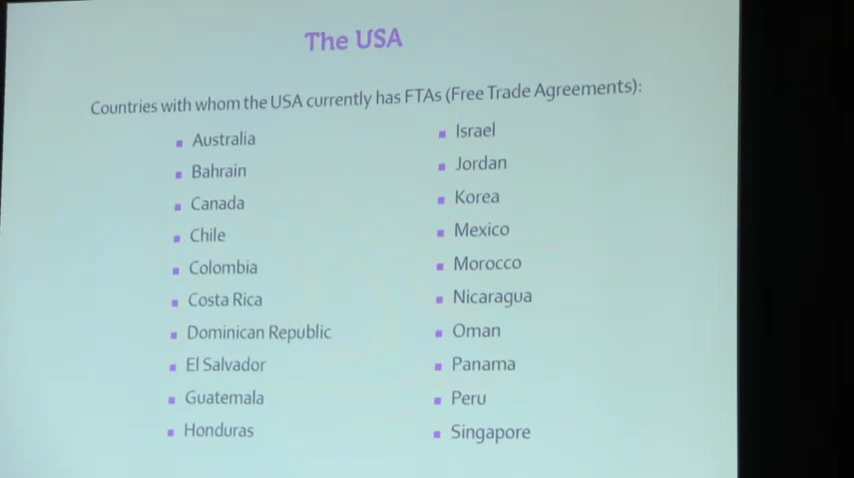 The USA
Countries with whom the USA currently has FTAs (Free Trade Agreements):
Australia
Bahrain
Canada
Chile
Colombia
Costa Rica
Dominican Republic
El Salvador
Guatemala
Honduras
Israel
Jordan
Korea
Mexico
Morocco
Nicaragua
Oman
Panama
Peru
Singapore